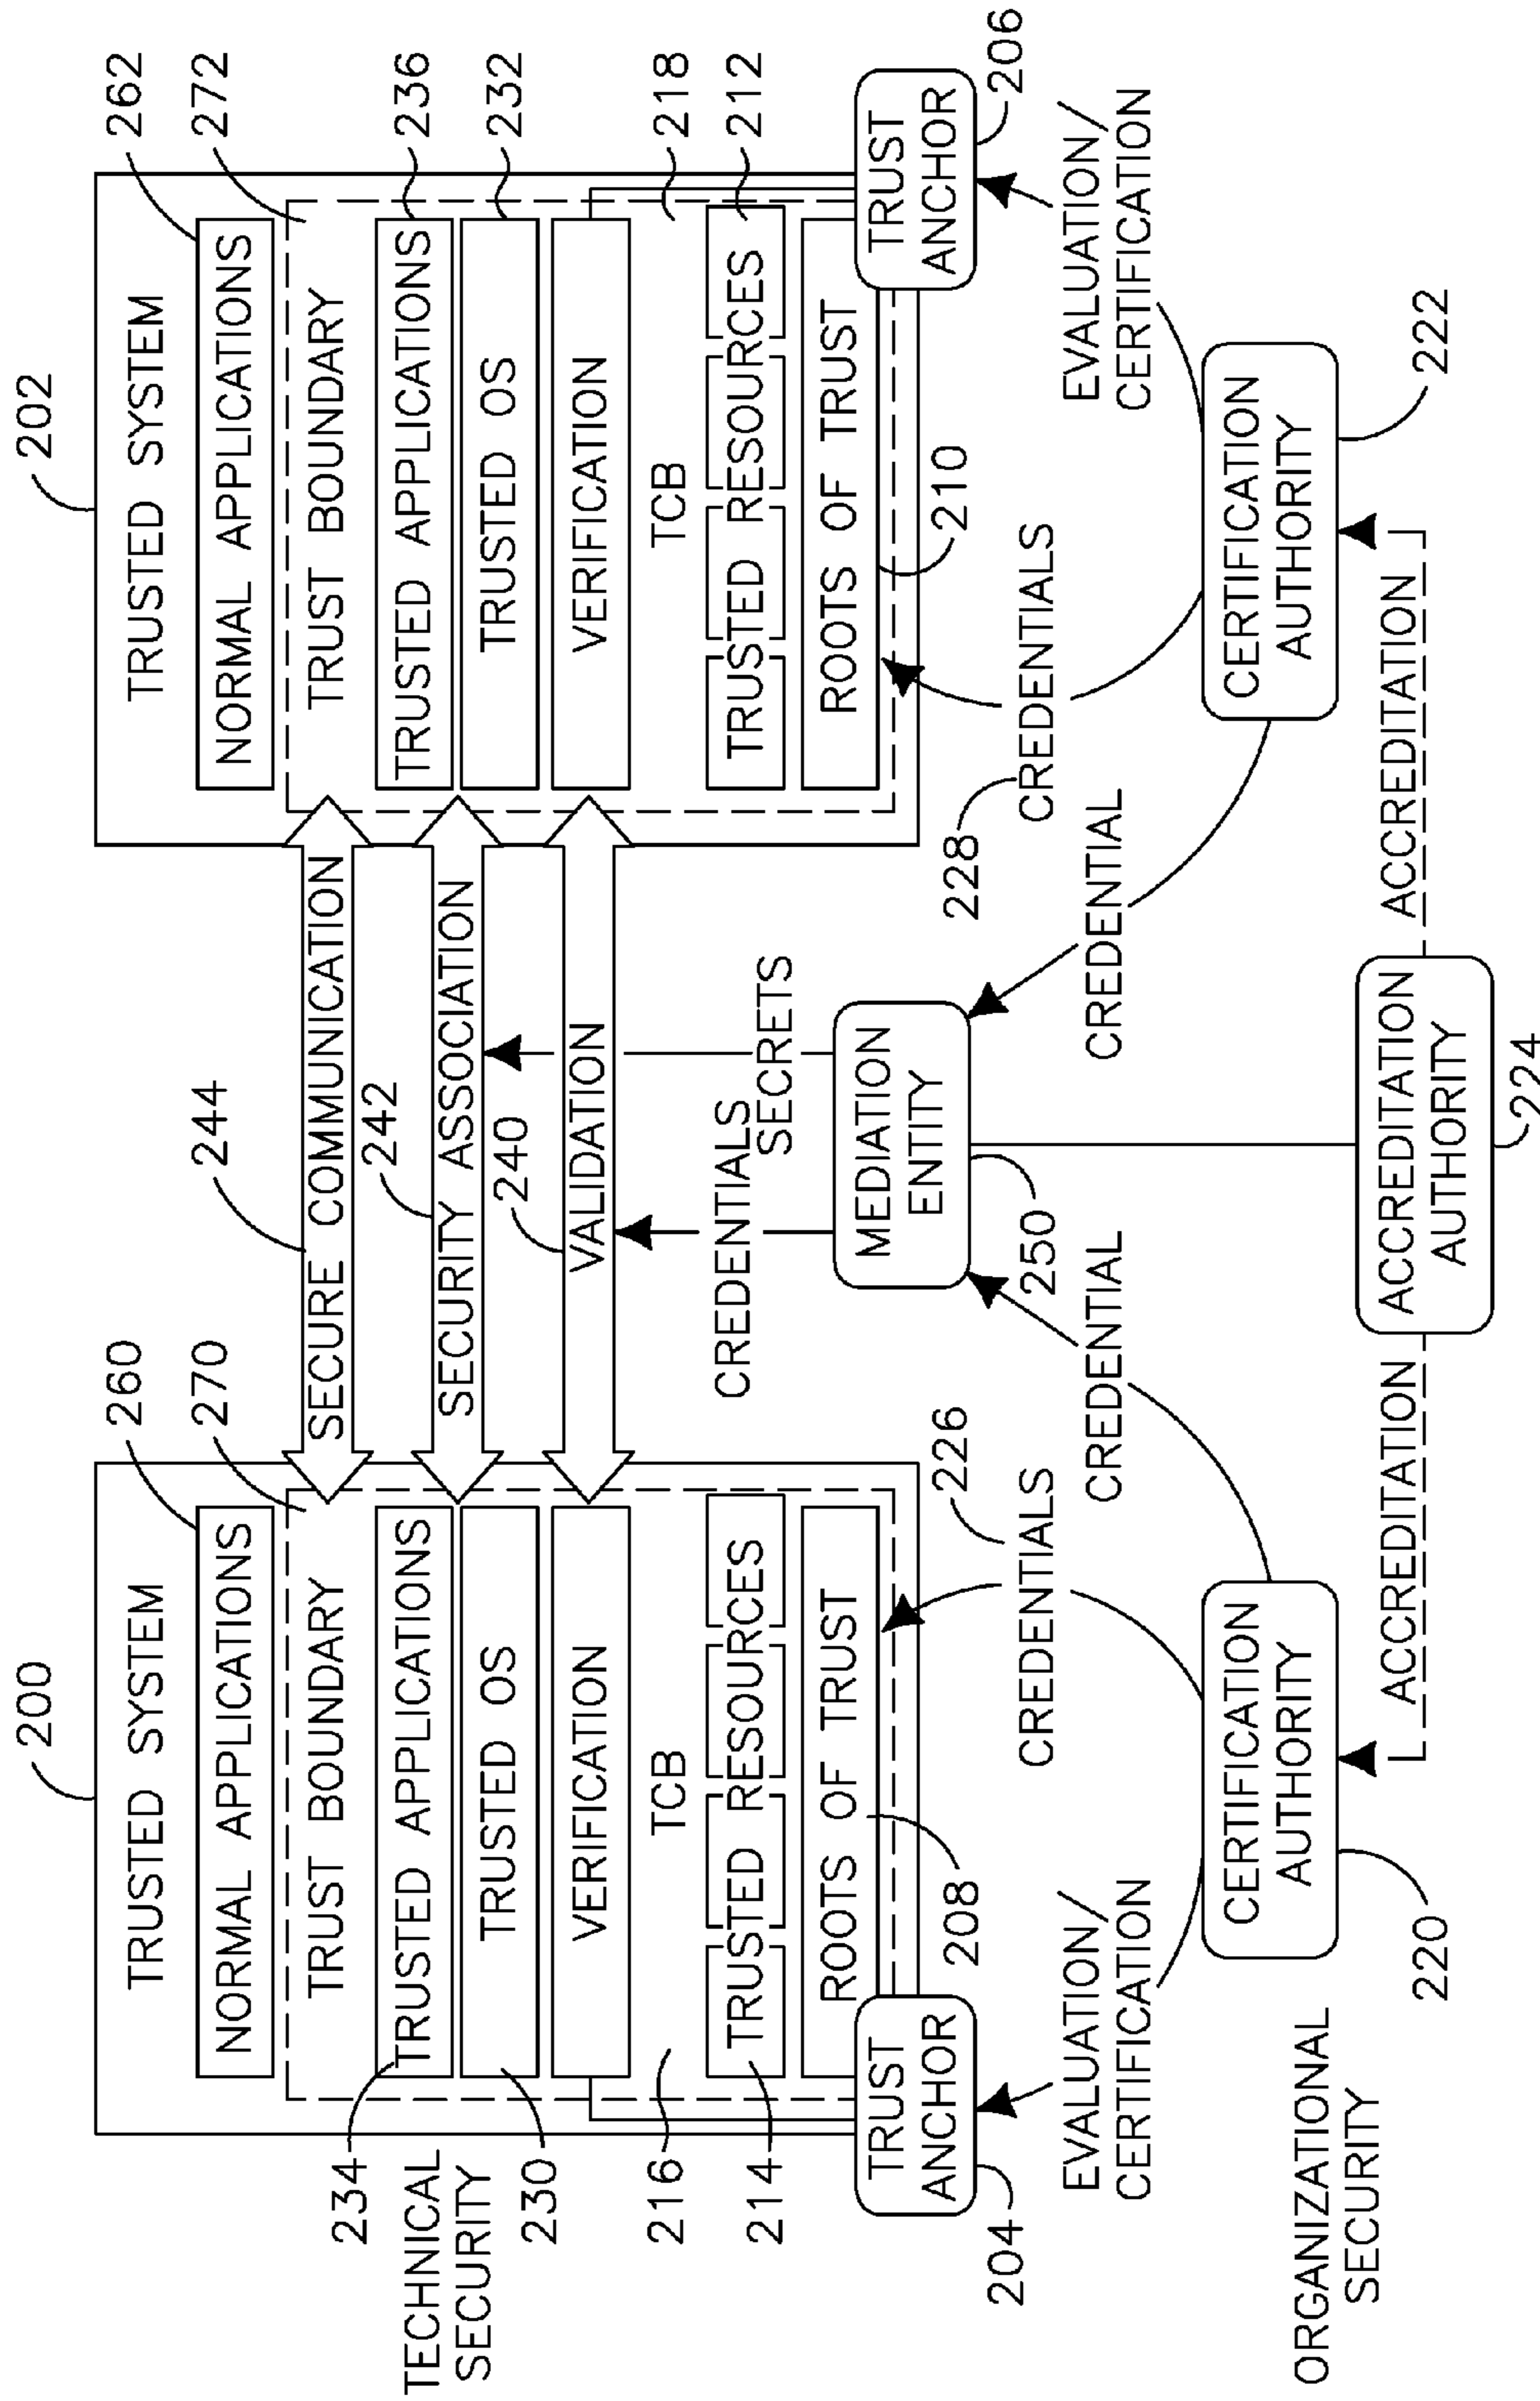 200
202
TRUSTED SYSTEM
260
NORMAL APPLICATIONS
270
TRUST BOUNDARY
234
TRUSTED APPLICATIONS
TECHNICAL
SECURITY
230
TRUSTED OS
VERIFICATION
216
TCB
214
TRUSTED RESOURCES
ROOTS OF TRUST
208
TRUST
ANCHOR
204
244
SECURE COMMUNICATION
242
SECURITY ASSOCIATION
240
VALIDATION
CREDENTIALS
SECRETS
MEDIATION
ENTITY
250
TRUSTED SYSTEM
262
NORMAL APPLICATIONS
272
TRUST BOUNDARY
236
TRUSTED APPLICATIONS
232
TRUSTED OS
VERIFICATION
218
TCB
212
TRUSTED RESOURCES
ROOTS OF TRUST
210
TRUST
ANCHOR
206
EVALUATION/
CERTIFICATION
226
CREDENTIALS
CREDENTIAL
CREDENTIAL
228
CREDENTIALS
EVALUATION/
CERTIFICATION
ORGANIZATIONAL
SECURITY
220
CERTIFICATION
AUTHORITY
CERTIFICATION
AUTHORITY
222
ACCREDITATION
ACCREDITATION
AUTHORITY
ACCREDITATION
224